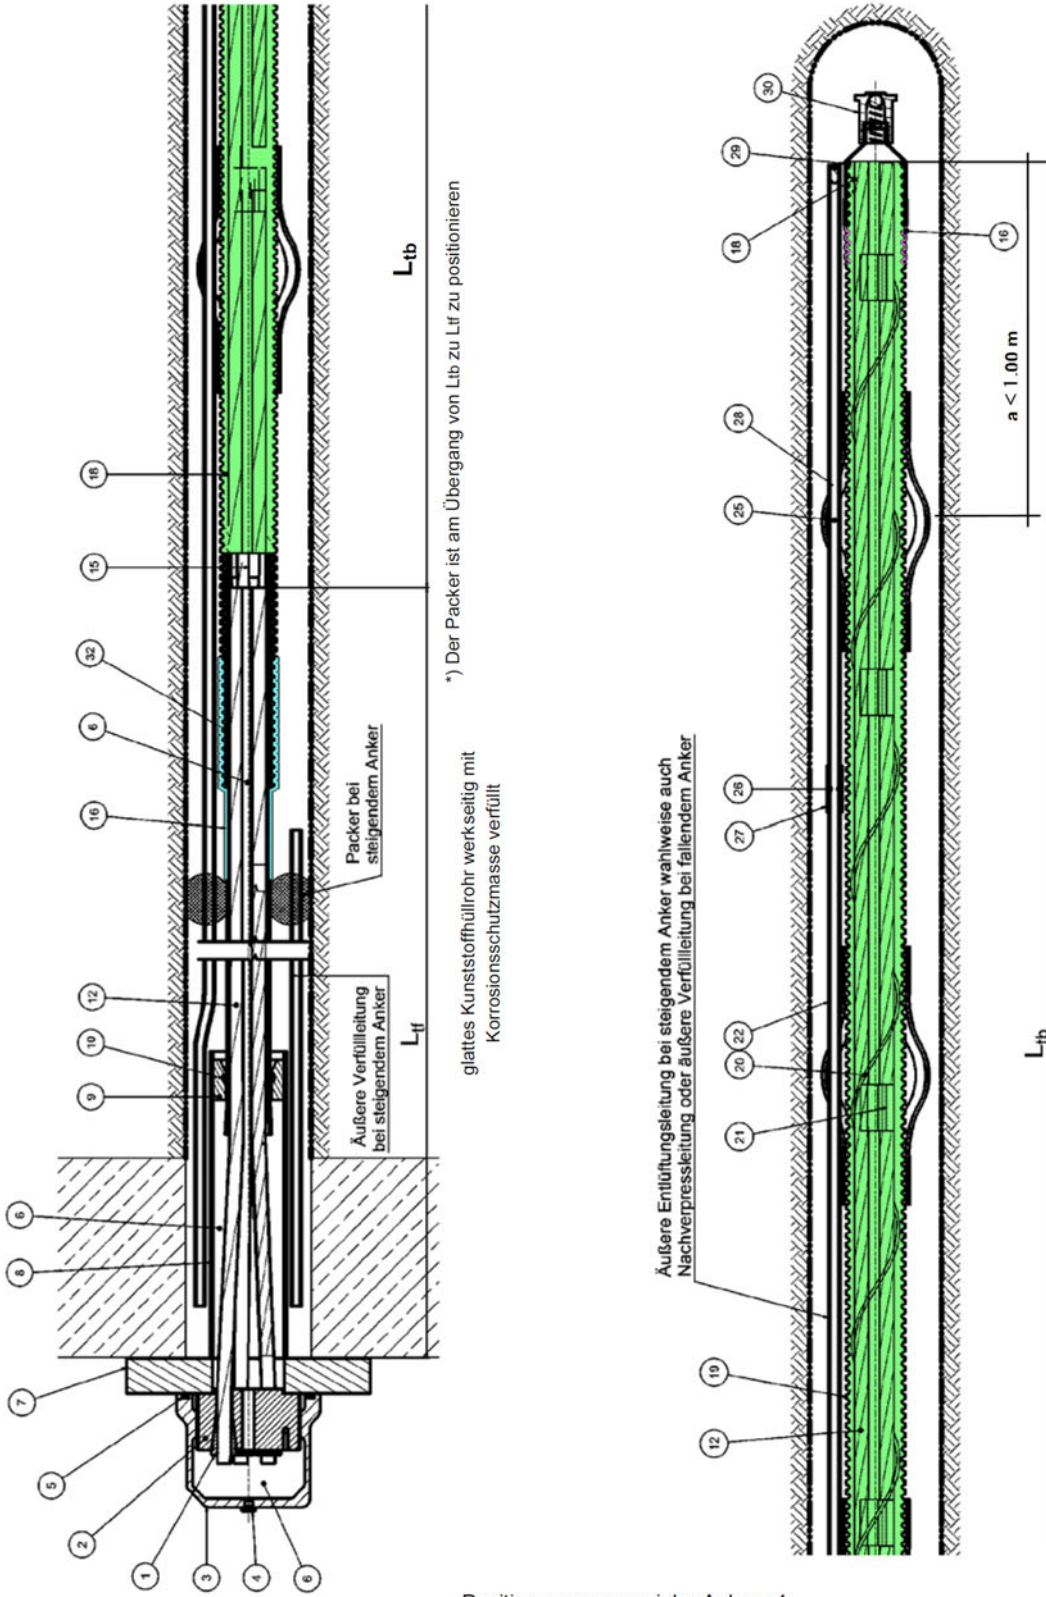 30
29
18
16
a < 1.00 m
28
25
26
27
22
20
21
19
12
Ltb
Äußere Entlüftungsleitung bei steigendem Anker wahlweise auch
Nachverpressleitung oder äußere Verfüllleitung bei fallendem Anker
Ltb
18
15
32
6
16
12
10
9
6
8
7
5
2
1
3
4
6
Packer bei
steigendem Anker
Äußere Verfüllleitung
bei steigendem Anker
Ltf
*) Der Packer ist am Übergang von Ltb zu Ltf zu positionieren
glattes Kunststoffhüllrohr werkseitig mit
Korrosionsschutzmasse verfüllt